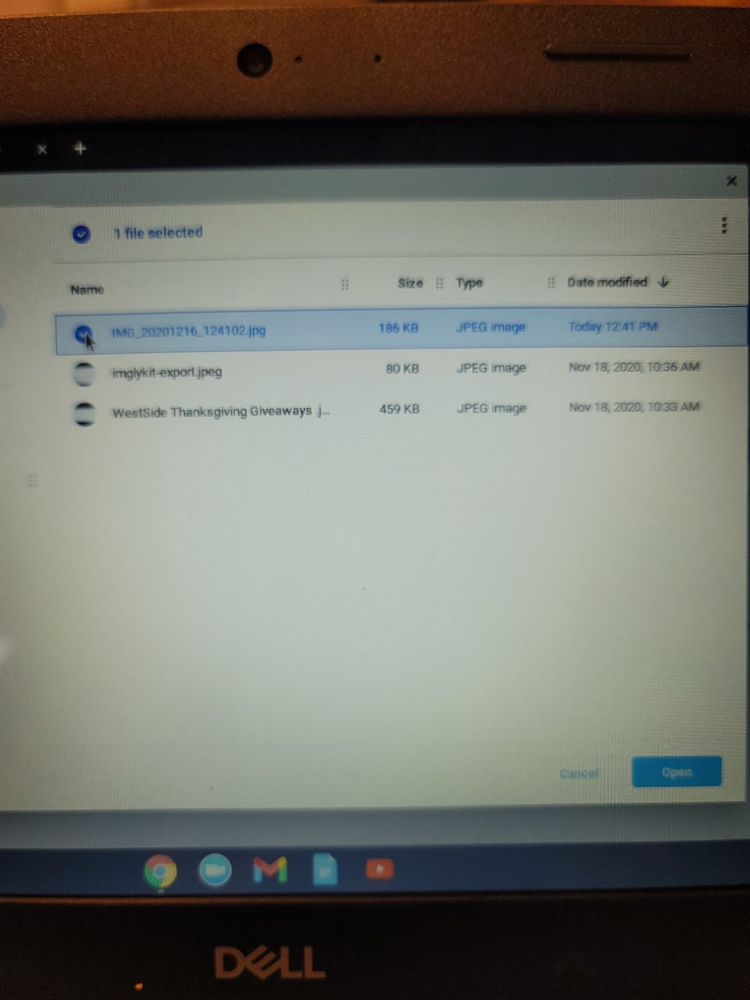 1 file selected
Name Size Type Date modified
IMG_20201216_124102.jpg 186 KB JPEG image Today 12:41 PM
imglykit-export.jpeg 80 KB JPEG image Nov 18, 2020, 10:36 AM
WestSide Thanksgiving Giveaways .j... 459 KB JPEG image Nov 18, 2020, 10:33 AM
Cancel Open
DELL